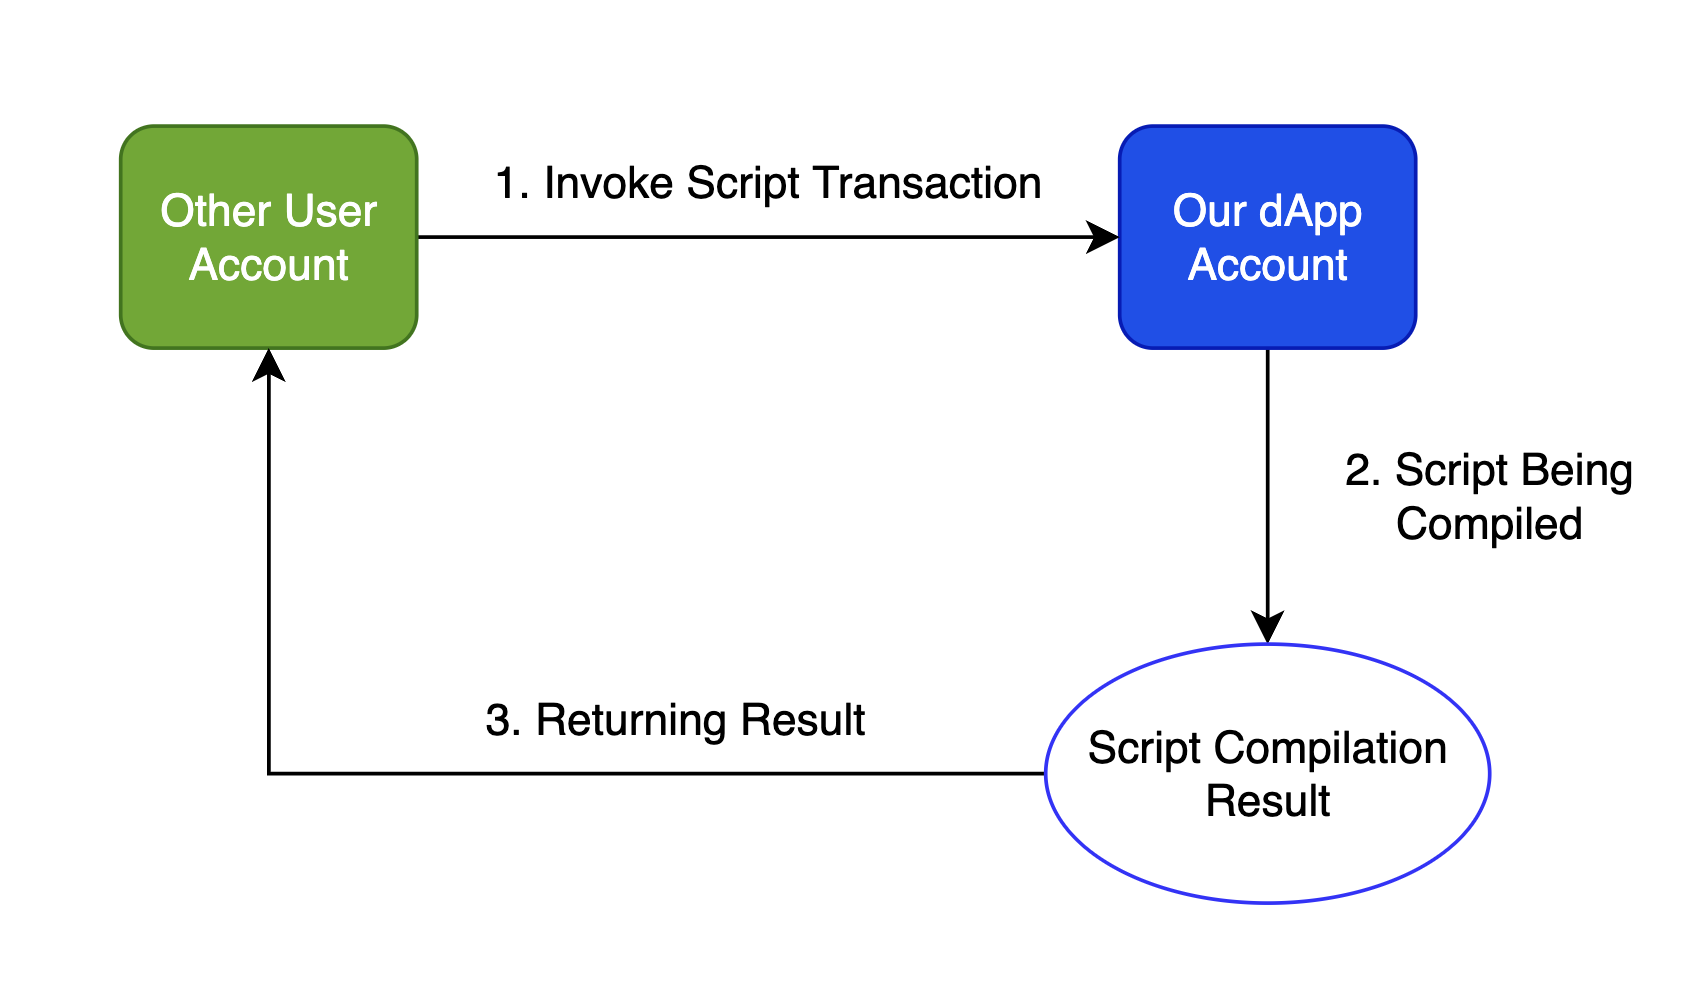 Other User
Account
1. Invoke Script Transaction
Our dApp
Account
2. Script Being
Compiled
3. Returning Result
Script Compilation
Result